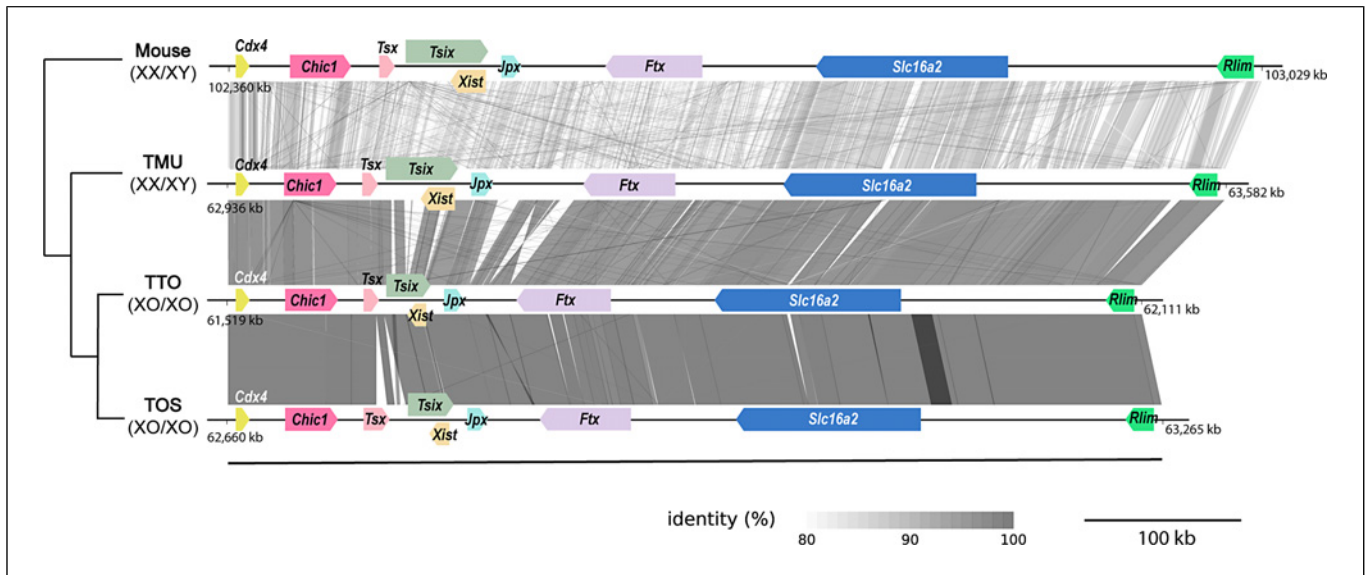 Mouse
(XX/XY)
Cdx4
Chic1
Tsx
Tsix
Xist
Jpx
Ftx
Slc16a2
Rlim
102,360 kb
103,029 kb
TMU
(XX/XY)
Cdx4
Chic1
Tsx
Tsix
Xist
Jpx
Ftx
Slc16a2
Rlim
62,936 kb
63,582 kb
TTO
(XO/XO)
Cdx4
Chic1
Tsx
Tsix
Xist
Jpx
Ftx
Slc16a2
Rlim
61,519 kb
62,111 kb
TOS
(XO/XO)
Cdx4
Chic1
Tsx
Tsix
Xist
Jpx
Ftx
Slc16a2
Rlim
62,660 kb
63,265 kb
identity (%)
80 90 100
100 kb